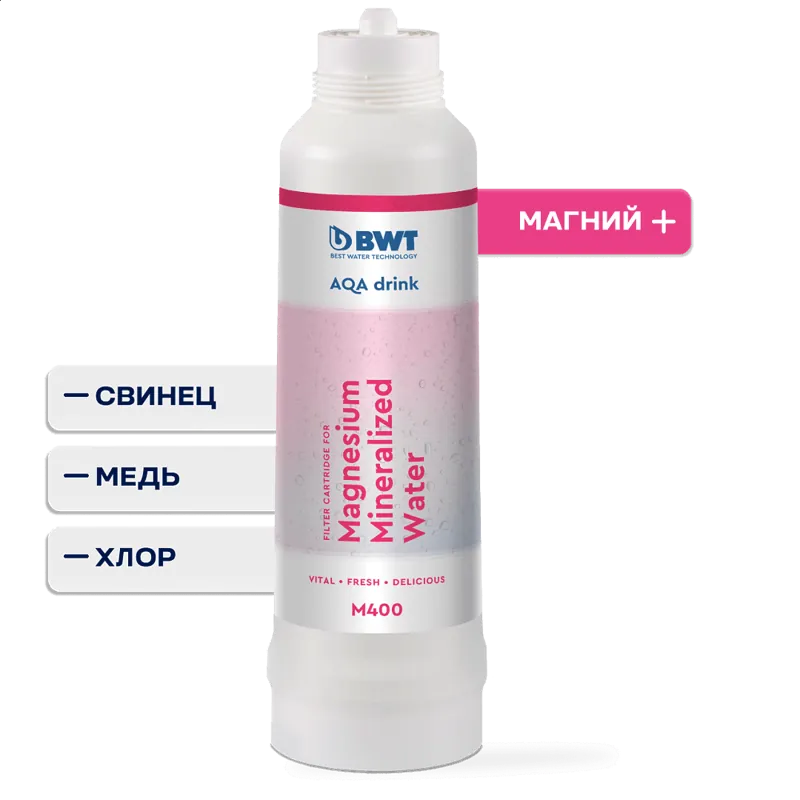 BWT
BEST WATER TECHNOLOGY
AQA drink
МАГНИЙ +
— СВИНЕЦ
— МЕДЬ
— ХЛОР
FILTER CARTRIDGE FOR
Magnesium
Mineralized
Water
VITAL • FRESH • DELICIOUS
M400